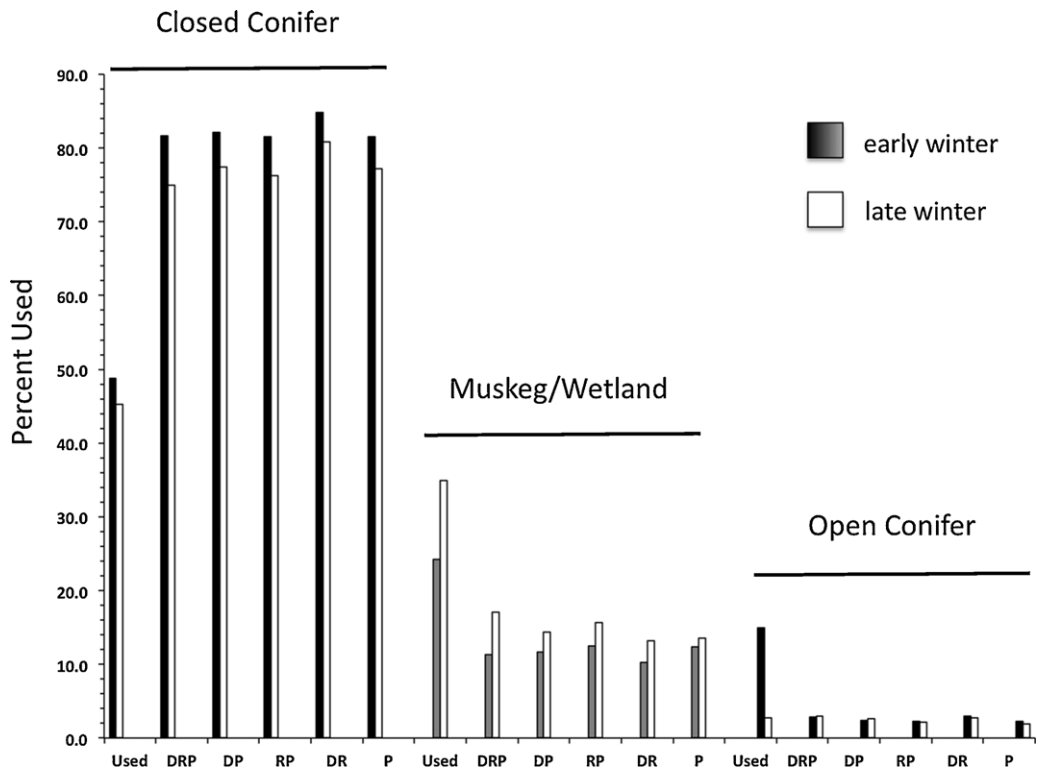 Closed Conifer
90.0
80.0
70.0
60.0
50.0
40.0
30.0
20.0
10.0
0.0
Percent Used
early winter
late winter
Muskeg/Wetland
Open Conifer
Used DRP DP RP DR P Used DRP DP RP DR P Used DRP DP RP DR P